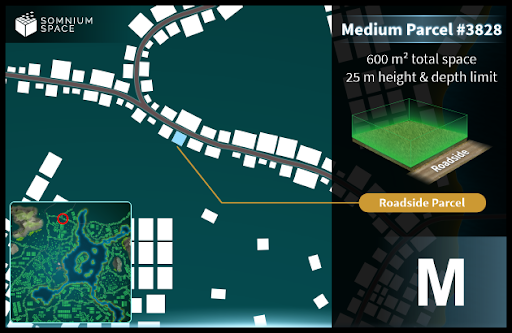 SOMNIUM
SPACE
Medium Parcel #3828
600 m² total space
25 m height & depth limit
Roadside
Roadside Parcel
M